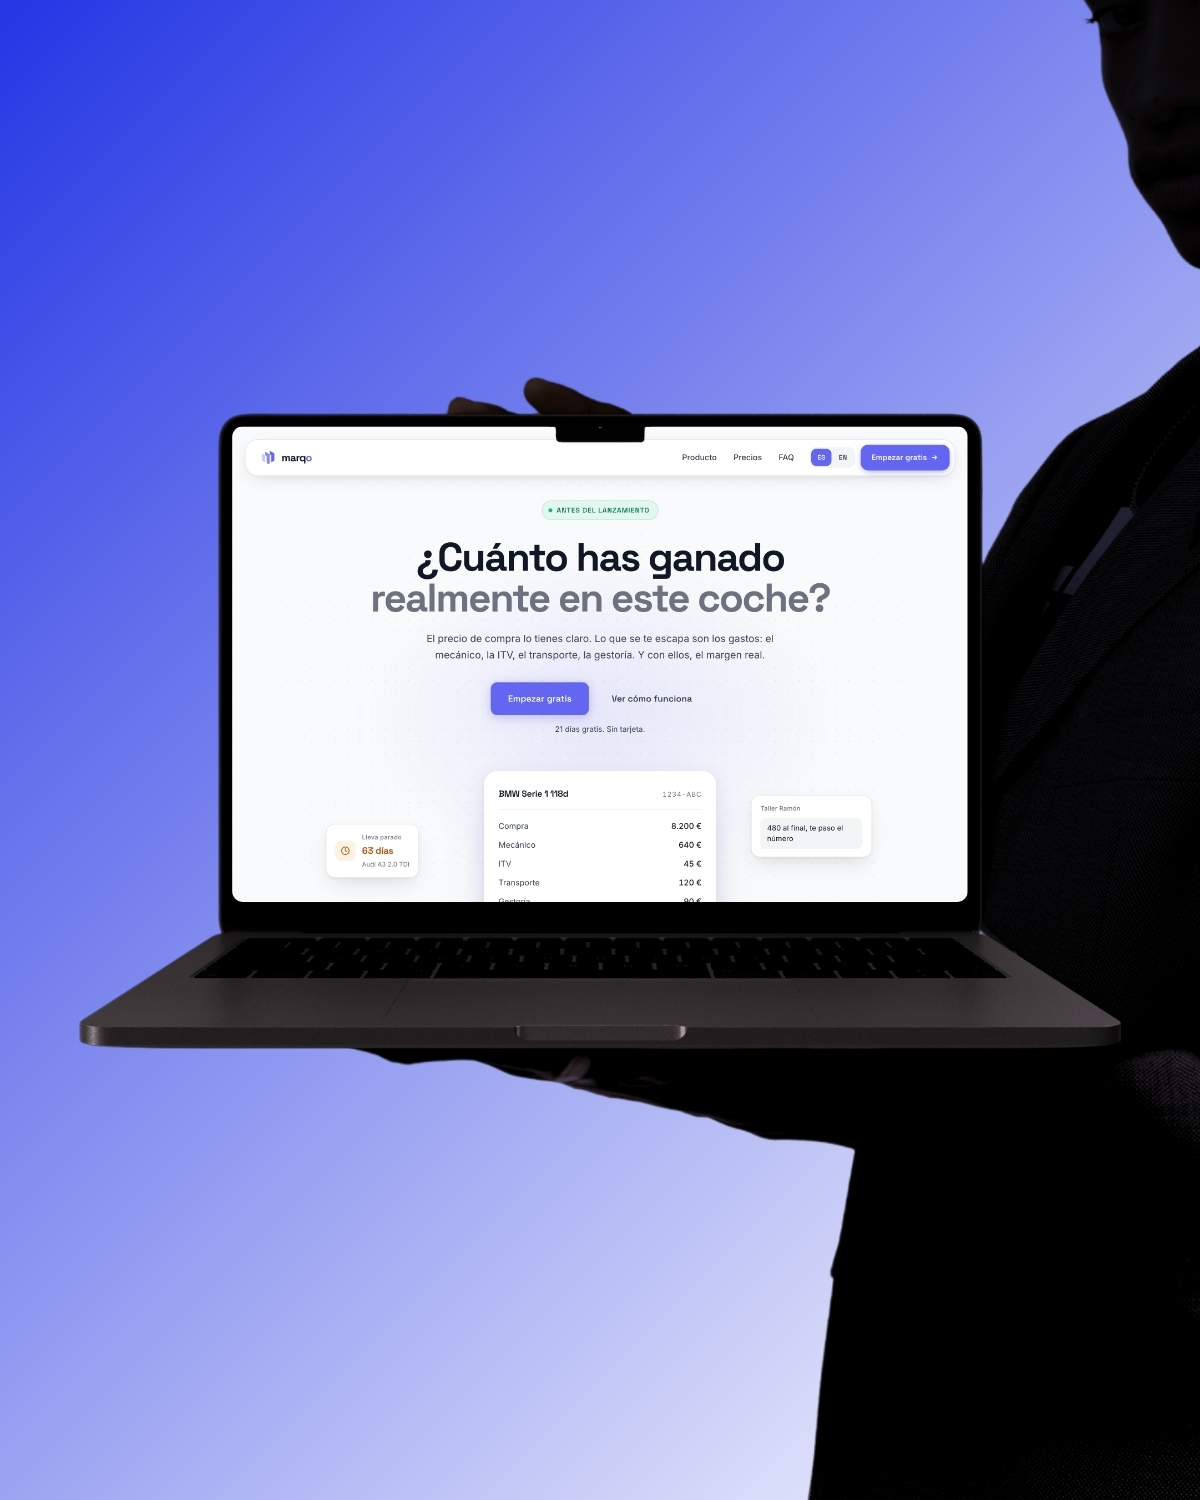 marqo
Producto
Precios
FAQ
ES
EN
Empezar gratis →
ANTES DEL LANZAMIENTO
¿Cuánto has ganado
realmente en este coche?
El precio de compra lo tienes claro. Lo que se te escapa son los gastos: el
mecánico, la ITV, el transporte, la gestoría. Y con ellos, el margen real.
Empezar gratis
Ver cómo funciona
21 días gratis. Sin tarjeta.
Lleva parado
63 días
Audi A3 2.0 TDI
BMW Serie 1 118d
1234-ABC
Compra 8.200 €
Mecánico 640 €
ITV 45 €
Transporte 120 €
Gestoría 90 €
Taller Ramón
480 al final, te paso el
número